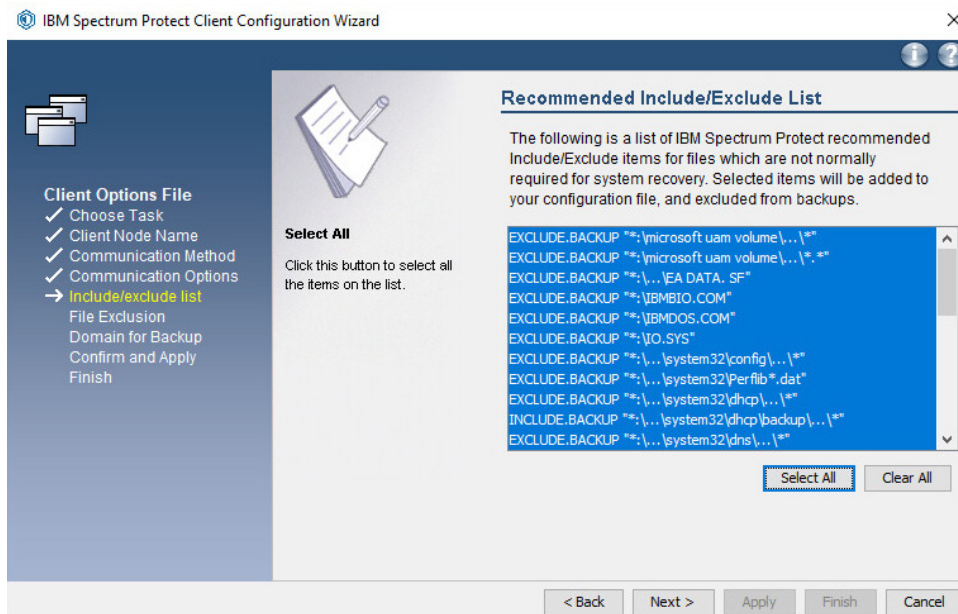 IBM Spectrum Protect Client Configuration Wizard
Client Options File
Choose Task
Client Node Name
Communication Method
Communication Options
Include/exclude list
File Exclusion
Domain for Backup
Confirm and Apply
Finish
Select All
Click this button to select all
the items on the list.
Recommended Include/Exclude List
The following is a list of IBM Spectrum Protect recommended
Include/Exclude items for files which are not normally
required for system recovery. Selected items will be added to
your configuration file, and excluded from backups.
EXCLUDE.BACKUP "*:\microsoft uam volume\...\*"
EXCLUDE.BACKUP "*:\microsoft uam volume\...\*.*"
EXCLUDE.BACKUP "*:\...\EA DATA. SF"
EXCLUDE.BACKUP "*:\IBMBIO.COM"
EXCLUDE.BACKUP "*:\IBMDOS.COM"
EXCLUDE.BACKUP "*:\IO.SYS"
EXCLUDE.BACKUP "*:\...\system32\config\...\*"
EXCLUDE.BACKUP "*:\...\system32\Perflib*.dat"
EXCLUDE.BACKUP "*:\...\system32\dhcp\...\*"
INCLUDE.BACKUP "*:\...\system32\dhcp\backup\...\*"
EXCLUDE.BACKUP "*:\...\system32\dns\...\*"
Select All Clear All
< Back Next > Apply Finish Cancel